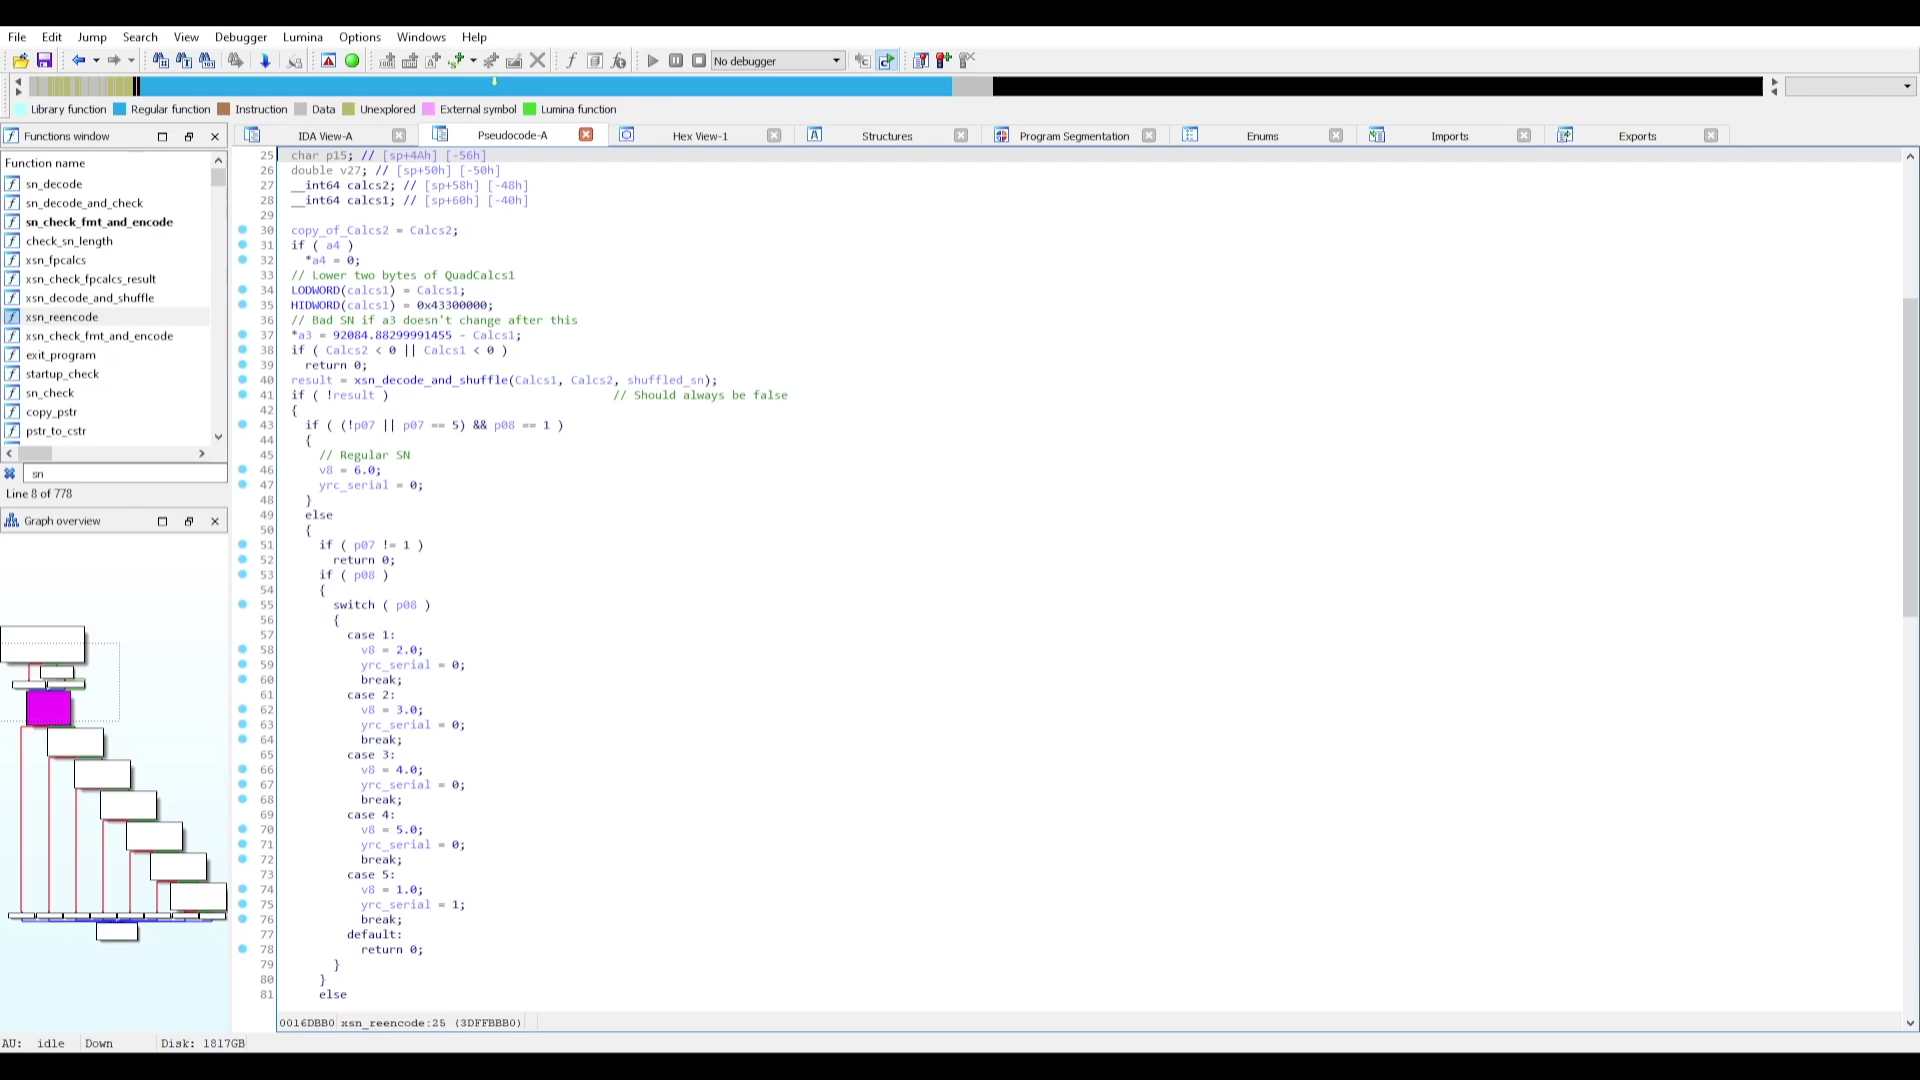 File Edit Jump Search View Debugger Lumina Options Windows Help
No debugger
Library function Regular function Instruction Data Unexplored External symbol Lumina function
Functions window
IDA View-A Pseudocode-A Hex View-1 Structures Program Segmentation Enums Imports Exports
Function name
sn_decode
sn_decode_and_check
sn_check_fmt_and_encode
check_sn_length
xsn_fpcalcs
xsn_check_fpcalcs_result
xsn_decode_and_shuffle
xsn_reencode
xsn_check_fmt_and_encode
exit_program
startup_check
sn_check
copy_pstr
pstr_to_cstr
sn
Line 8 of 778
Graph overview
25 char p15; // [sp+4Ah] [-56h]
26 double v27; // [sp+50h] [-50h]
27 __int64 calcs2; // [sp+58h] [-48h]
28 __int64 calcs1; // [sp+60h] [-40h]
29
30 copy_of_Calcs2 = Calcs2;
31 if ( a4 )
32 *a4 = 0;
33 // Lower two bytes of QuadCalcs1
34 LODWORD(calcs1) = Calcs1;
35 HIDWORD(calcs1) = 0x43300000;
36 // Bad SN if a3 doesn't change after this
37 *a3 = 92084.88299991455 - Calcs1;
38 if ( Calcs2 < 0 || Calcs1 < 0 )
39 return 0;
40 result = xsn_decode_and_shuffle(Calcs1, Calcs2, shuffled_sn);
41 if ( !result ) // Should always be false
42 {
43 if ( (!p07 || p07 == 5) && p08 == 1 )
44 {
45 // Regular SN
46 v8 = 6.0;
47 yrc_serial = 0;
48 }
49 else
50 {
51 if ( p07 != 1 )
52 return 0;
53 if ( p08 )
54 {
55 switch ( p08 )
56 {
57 case 1:
58 v8 = 2.0;
59 yrc_serial = 0;
60 break;
61 case 2:
62 v8 = 3.0;
63 yrc_serial = 0;
64 break;
65 case 3:
66 v8 = 4.0;
67 yrc_serial = 0;
68 break;
69 case 4:
70 v8 = 5.0;
71 yrc_serial = 0;
72 break;
73 case 5:
74 v8 = 1.0;
75 yrc_serial = 1;
76 break;
77 default:
78 return 0;
79 }
80 }
81 else
0016DBB0 xsn_reencode:25 (3DFFBBB0)
AU: idle Down Disk: 1817GB